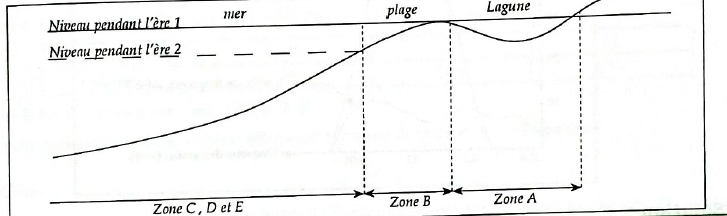 Niveau pendant l'ère 1 mer plage Lagune
Niveau pendant l'ère 2
Zone C, D et E Zone B Zone A